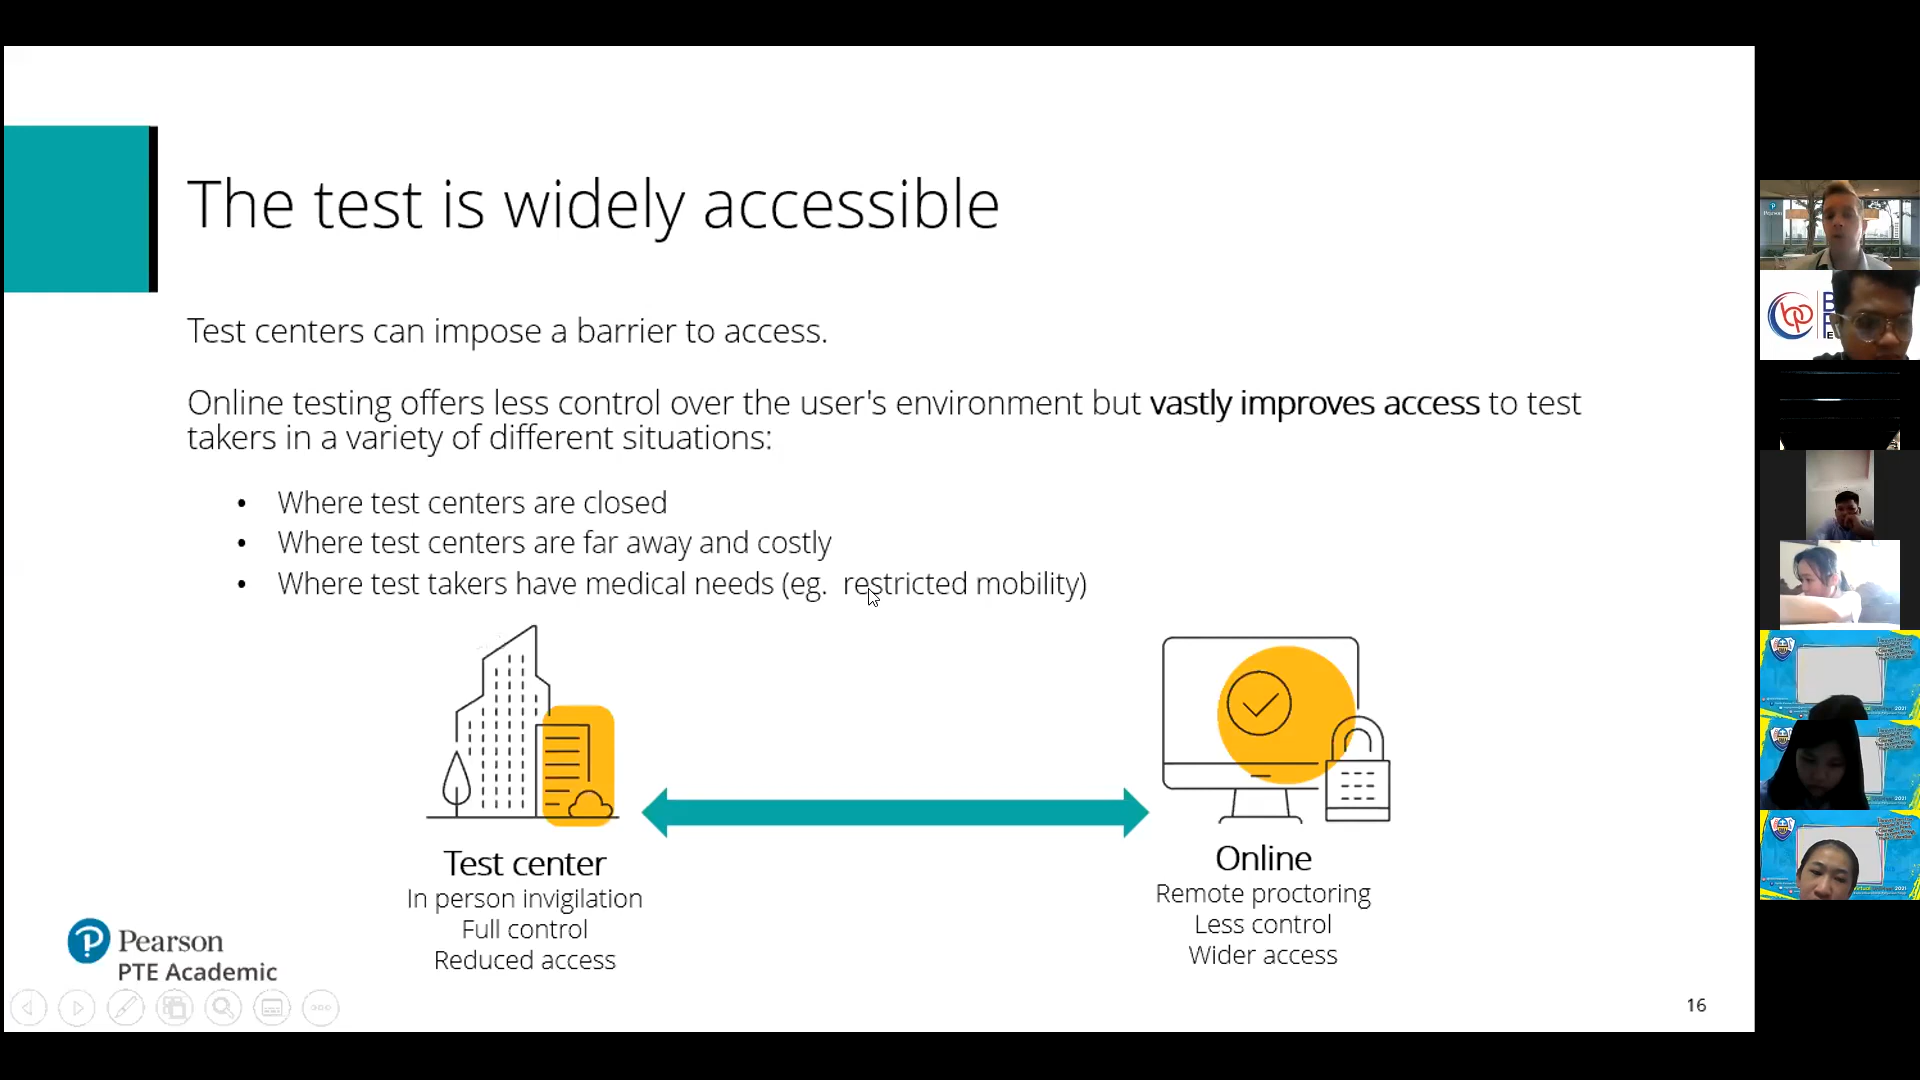 The test is widely accessible
Test centers can impose a barrier to access.
Online testing offers less control over the user's environment but vastly improves access to test
takers in a variety of different situations:
• Where test centers are closed
• Where test centers are far away and costly
• Where test takers have medical needs (eg. restricted mobility)
Test center
In person invigilation
Full control
Reduced access
Online
Remote proctoring
Less control
Wider access
Pearson
PTE Academic
16